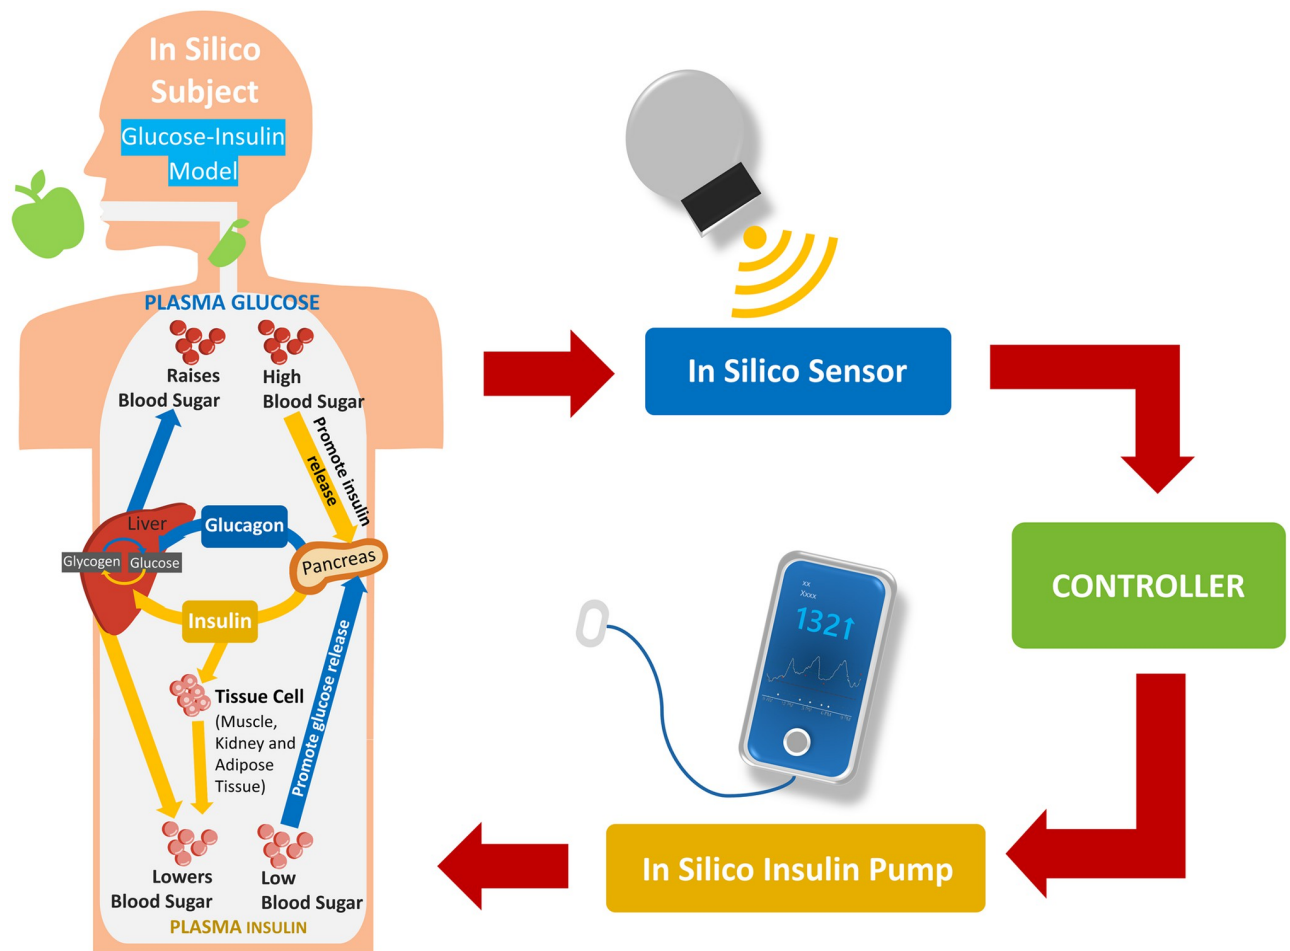 In Silico
Subject
Glucose-Insulin
Model
PLASMA GLUCOSE
Raises
Blood Sugar
High
Blood Sugar
Promote insulin
release
Liver
Glucagon
Glycogen
Glucose
Pancreas
Insulin
Tissue Cell
(Muscle,
Kidney and
Adipose
Tissue)
Promote glucose release
Lowers
Blood Sugar
Low
Blood Sugar
PLASMA INSULIN
In Silico Sensor
CONTROLLER
xx
Xxxx
132↑
In Silico Insulin Pump